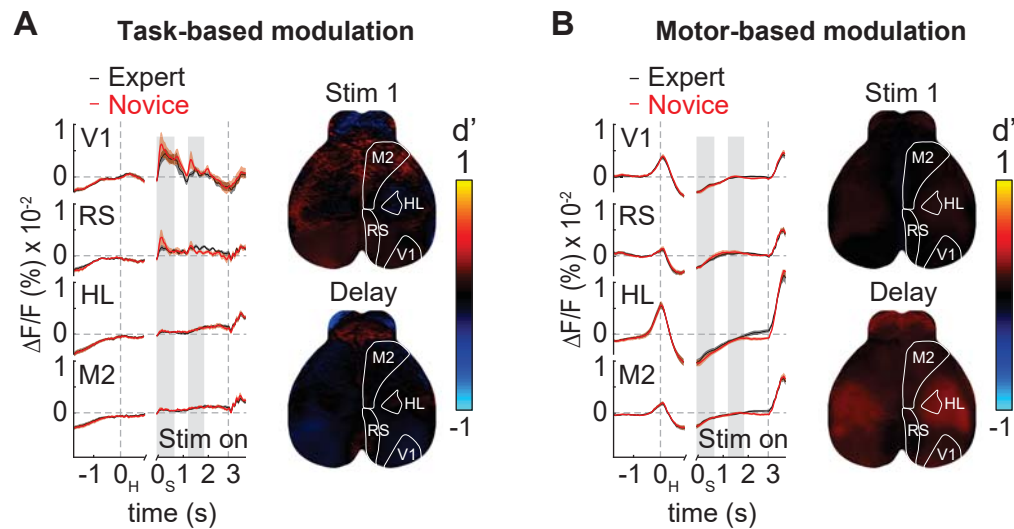 A Task-based modulation
Expert
Novice
Stim 1
d'
1
-1
V1
1
0
RS
1
0
HL
1
0
M2
1
0
ΔF/F (%) x 10-2
Stim on
-1 0H 0S 1 2 3
time (s)
M2
HL
RS
V1
Delay
M2
HL
RS
V1
B Motor-based modulation
Expert
Novice
Stim 1
d'
1
-1
V1
1
0
RS
1
0
HL
1
0
M2
1
0
ΔF/F (%) x 10-2
Stim on
-1 0H 0S 1 2 3
time (s)
M2
HL
RS
V1
Delay
M2
HL
RS
V1